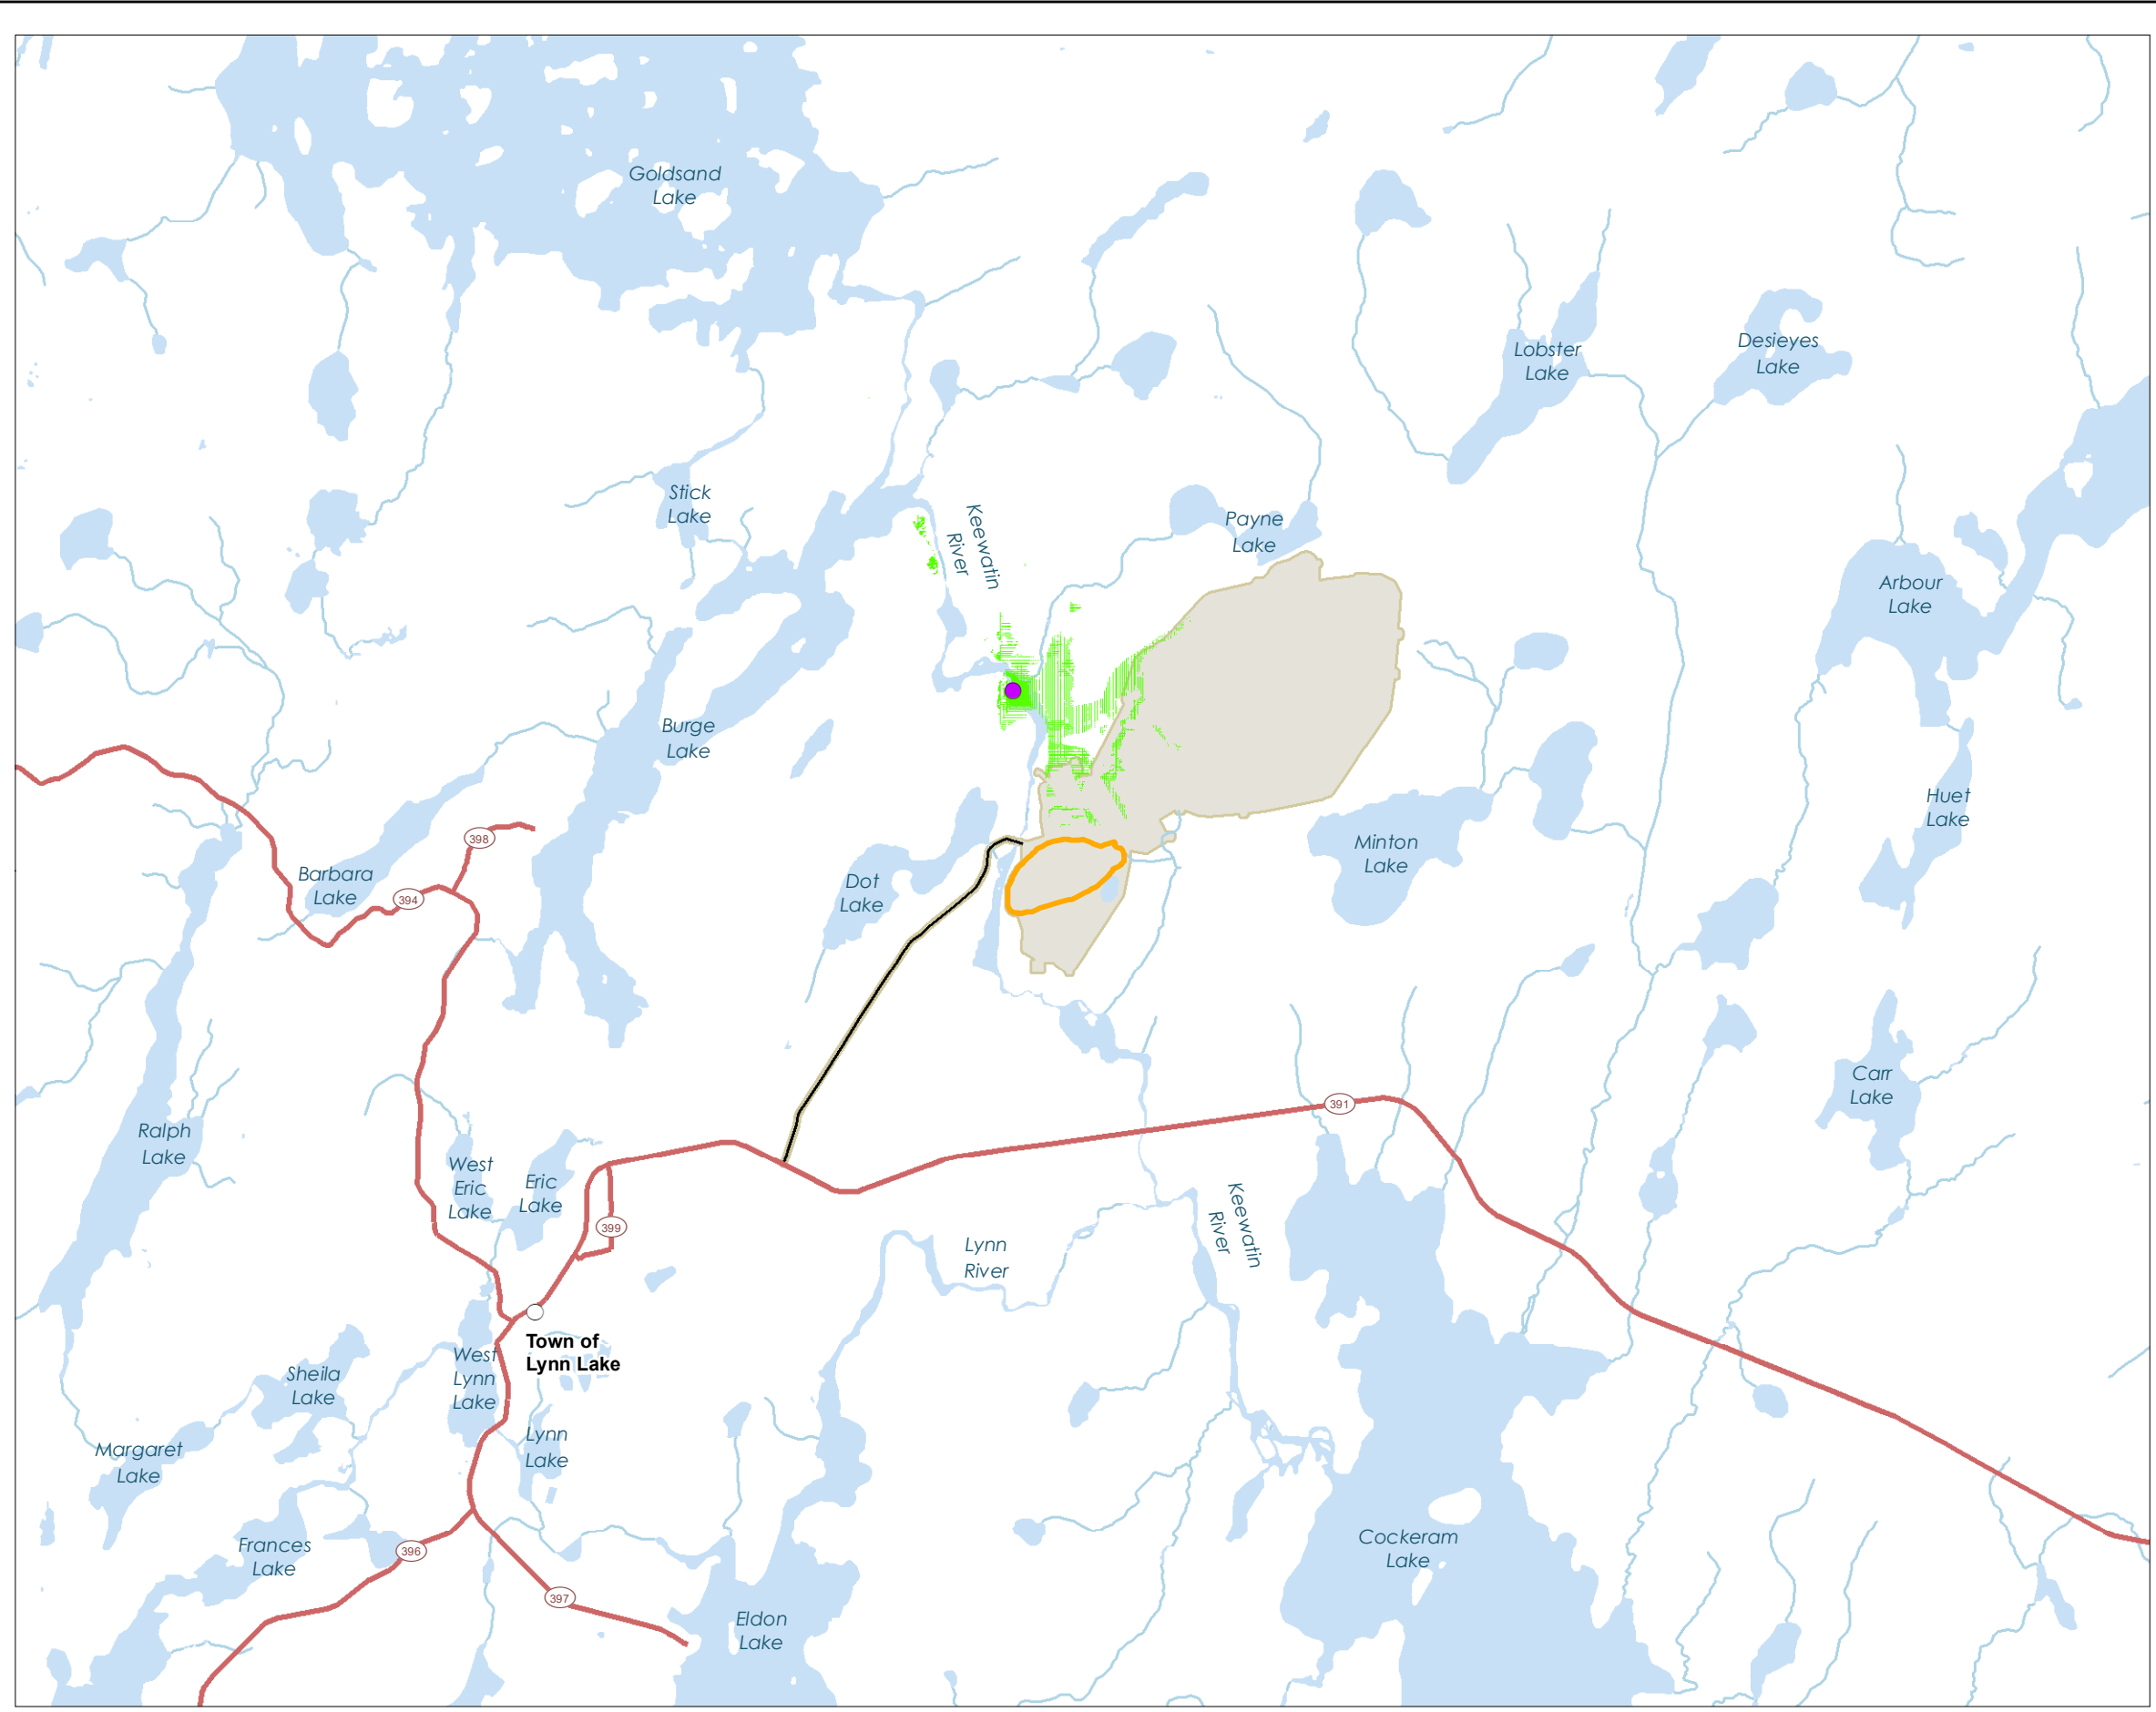 Goldsand
Lake
Lobster
Lake
Desieyes
Lake
Stick
Lake
Keewatin
River
Payne
Lake
Arbour
Lake
Burge
Lake
Huet
Lake
398
Minton
Lake
Barbara
Lake
394
Dot
Lake
Carr
Lake
391
Ralph
Lake
West
Eric
Lake
Eric
Lake
399
Keewatin
River
Lynn
River
Town of
Lynn Lake
West
Lynn
Lake
Sheila
Lake
Lynn
Lake
Margaret
Lake
Frances
Lake
396
Cockeram
Lake
397
Eldon
Lake